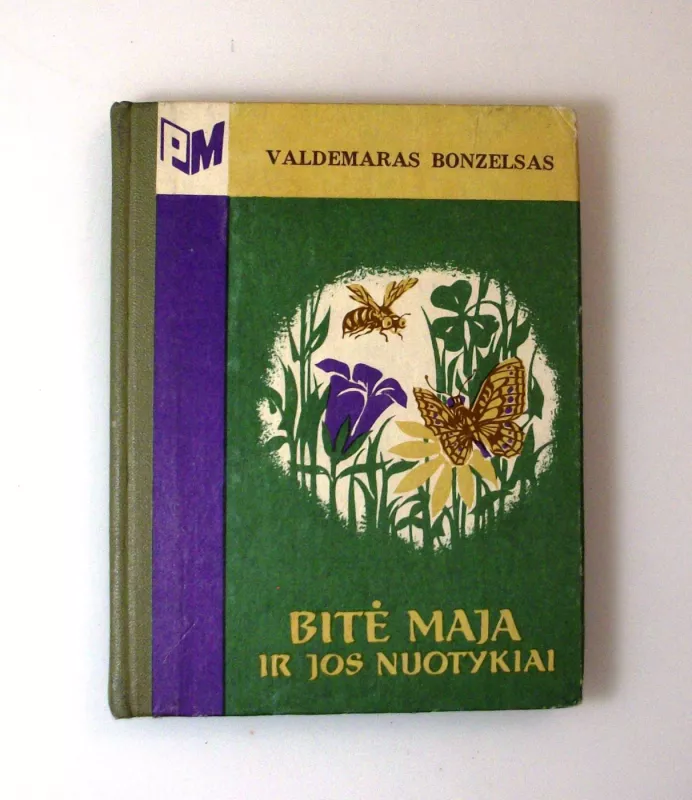 PM
VALDEMARAS BONZELSAS
BITĖ MAJA
IR JOS NUOTYKIAI